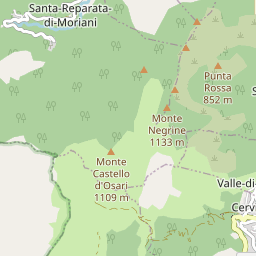 Santa-Reparata-
di-Moriani
Punta
Rossa
852 m
S
Monte
Negrine
1133 m
Monte
Castello
d'Osari
1109 m
Valle-di
Cerv